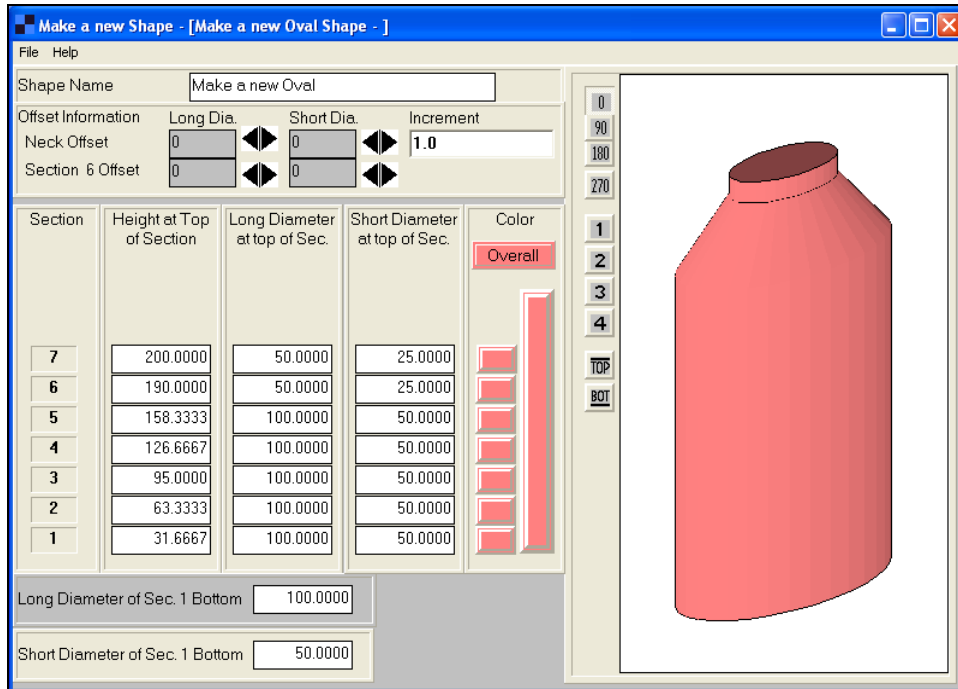 Make a new Shape - [Make a new Oval Shape - ]
File Help
Shape Name Make a new Oval
Offset Information Long Dia. Short Dia. Increment
Neck Offset 0 0 1.0
Section 6 Offset 0 0
Section Height at Top of Section Long Diameter at top of Sec. Short Diameter at top of Sec. Color
Overall
7 200.0000 50.0000 25.0000
6 190.0000 50.0000 25.0000
5 158.3333 100.0000 50.0000
4 126.6667 100.0000 50.0000
3 95.0000 100.0000 50.0000
2 63.3333 100.0000 50.0000
1 31.6667 100.0000 50.0000
Long Diameter of Sec. 1 Bottom 100.0000
Short Diameter of Sec. 1 Bottom 50.0000
0
90
180
270
1
2
3
4
TOP
BOT